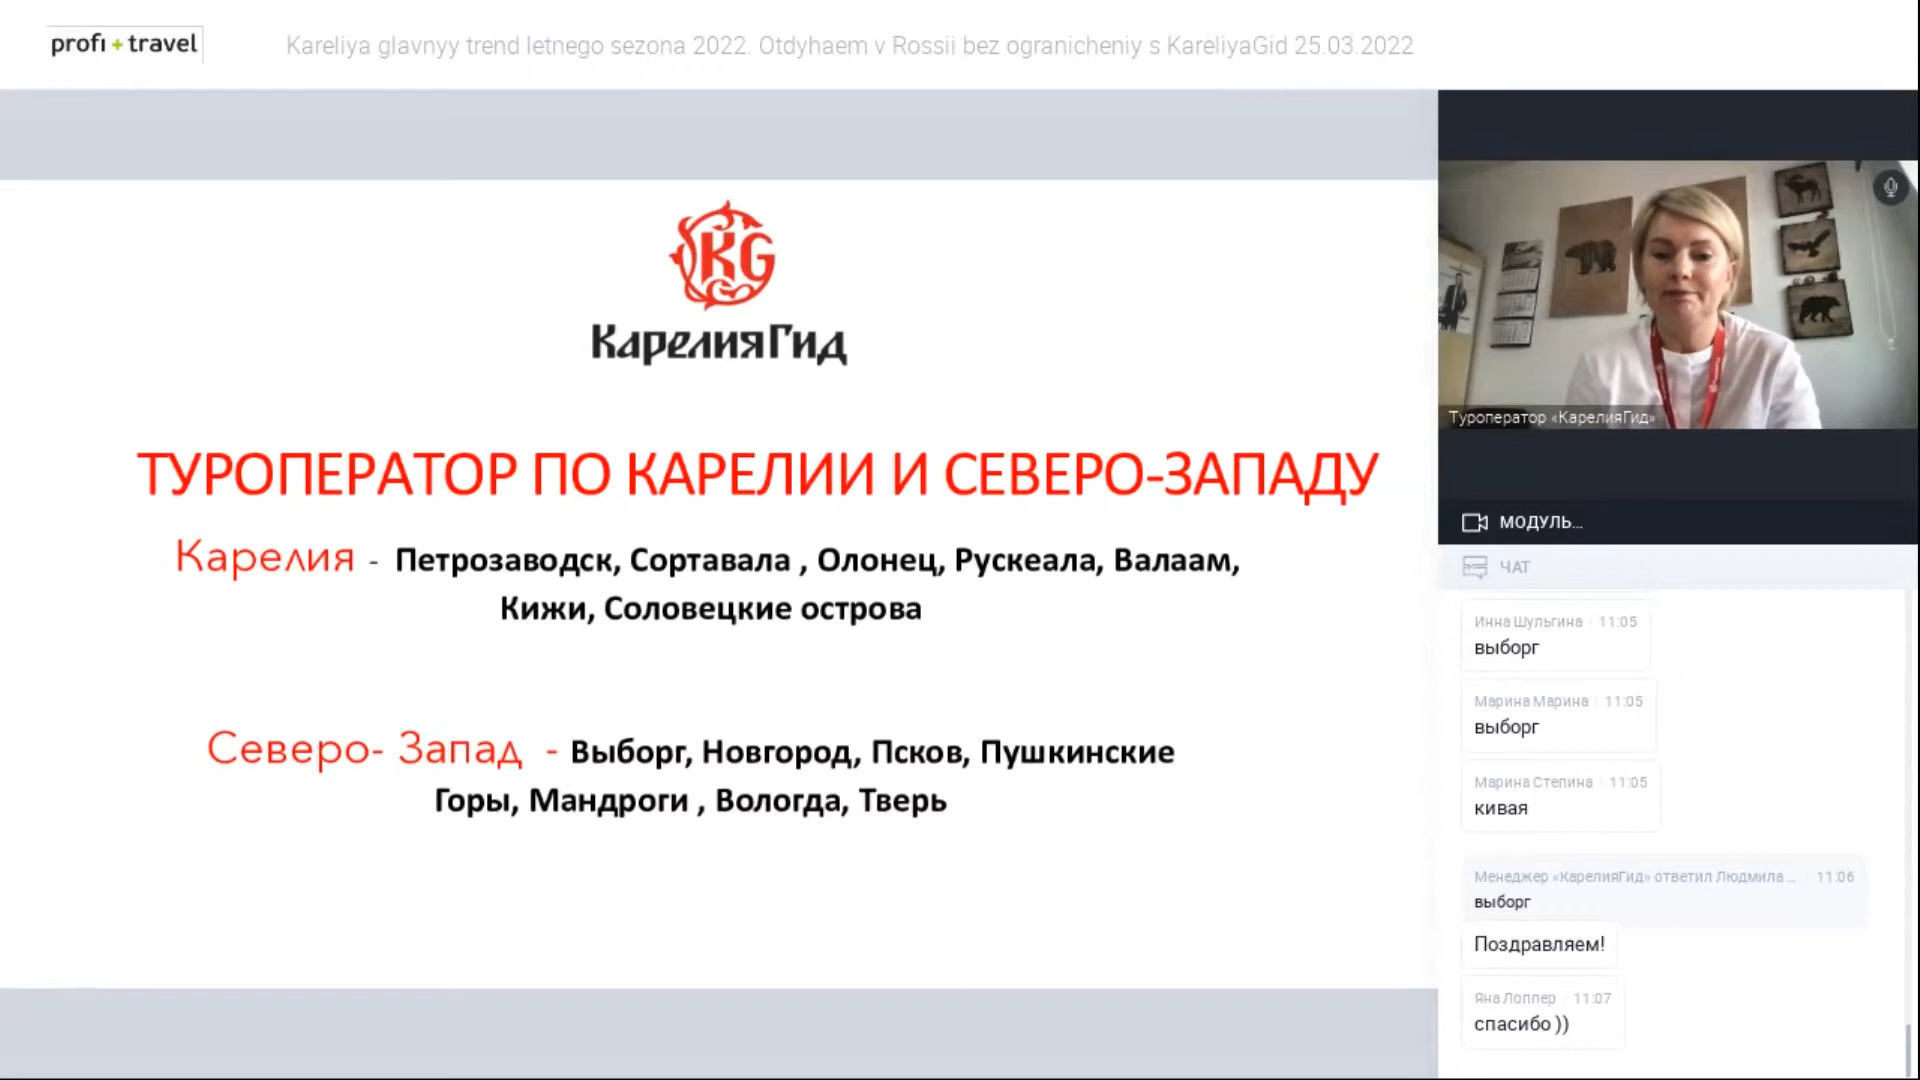 profi + travel
Kareliya glavnyy trend letnego sezona 2022. Otdyhaem v Rossii bez ogranicheniy s KareliyaGid 25.03.2022
KG
КарелияГид
ТУРОПЕРАТОР ПО КАРЕЛИИ И СЕВЕРО-ЗАПАДУ
Карелия - Петрозаводск, Сортавала , Олонец, Рускеала, Валаам,
Кижи, Соловецкие острова
Северо- Запад - Выборг, Новгород, Псков, Пушкинские
Горы, Мандроги , Вологда, Тверь
Туроператор «КарелияГид»
МОДУЛЬ...
ЧАТ
Инна Шульгина 11:05
выборг
Марина Марина 11:05
выборг
Марина Степина 11:05
кивая
Менеджер «КарелияГид» ответил Людмила ... 11:06
выборг
Поздравляем!
Яна Лоппер 11:07
спасибо ))